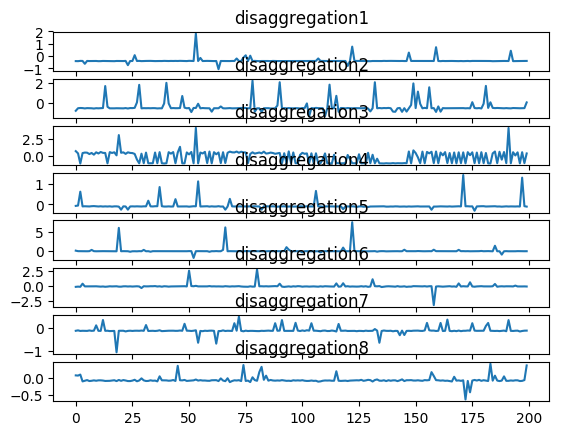 disaggregation1
2
1
0
−1
disaggregation2
2
0
disaggregation3
2.5
0.0
disaggregation4
1
0
disaggregation5
5
0
disaggregation6
2.5
0.0
−2.5
disaggregation7
0
−1
disaggregation8
0.0
−0.5
0 25 50 75 100 125 150 175 200